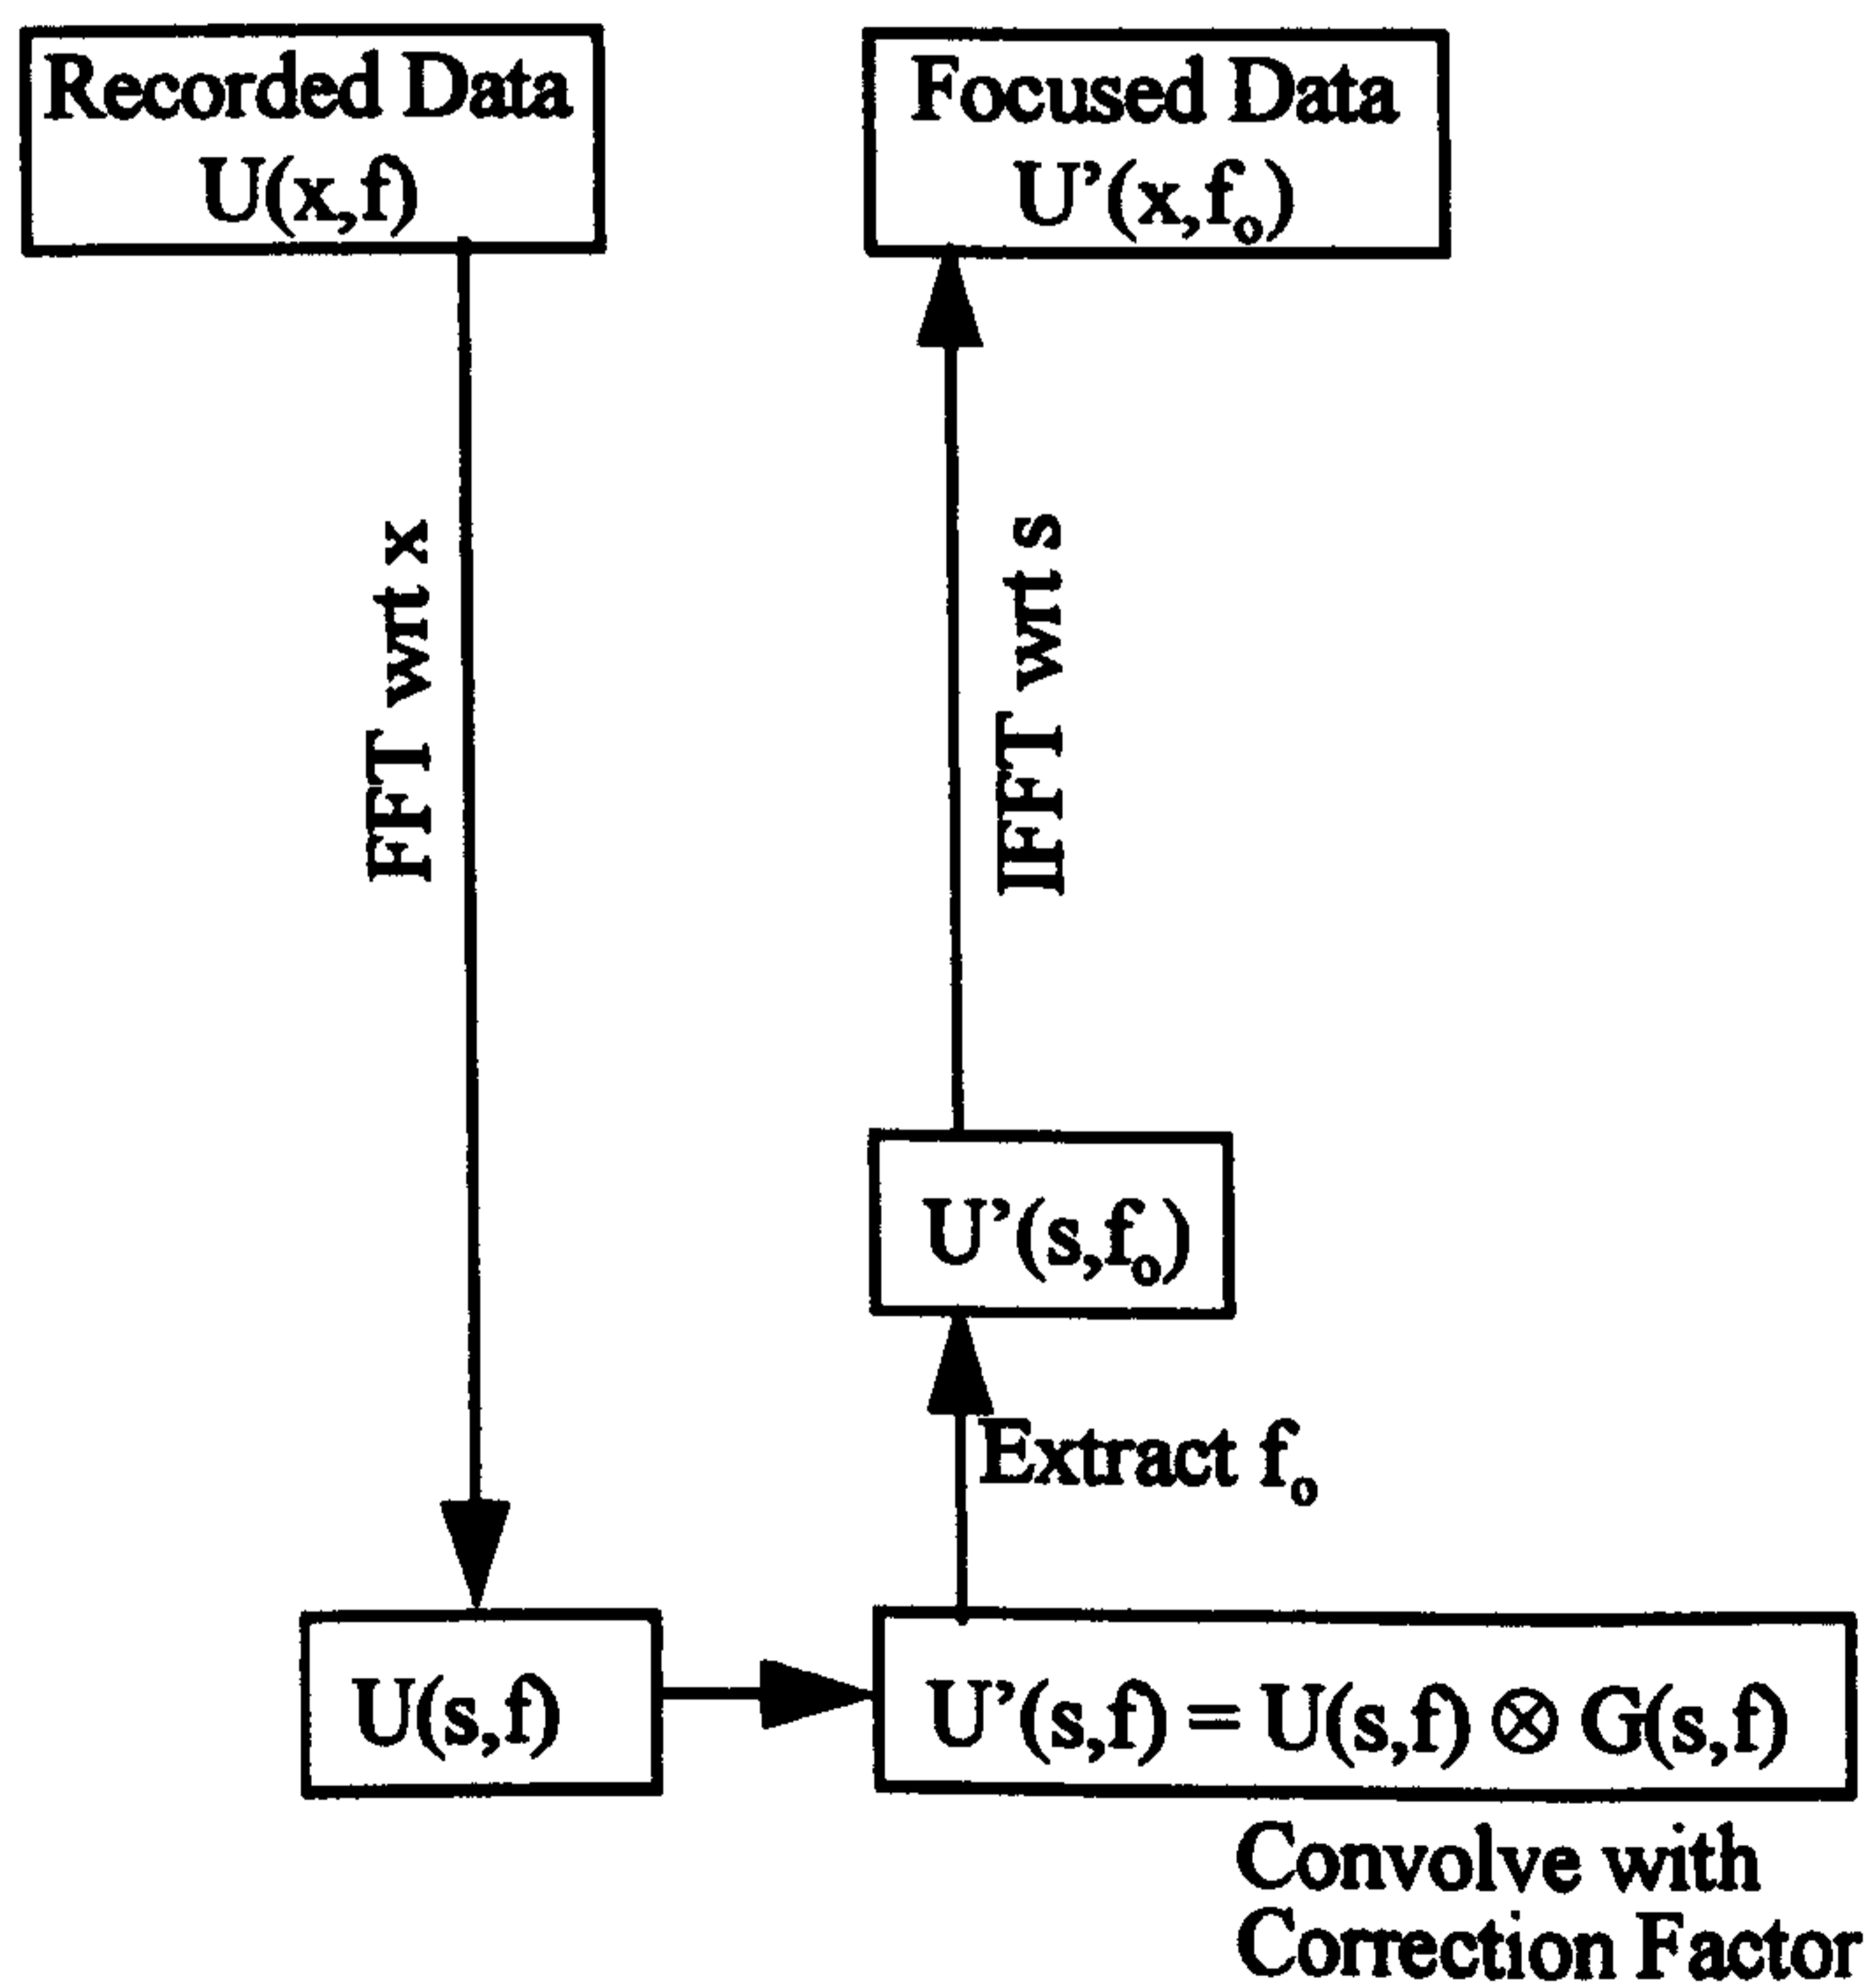 Recorded Data
U(x,f)
Focused Data
U'(x,fₒ)
FFT wrt x
IFFT wrt s
U'(s,fₒ)
Extract fₒ
U(s,f)
U'(s,f) = U(s,f) ⊗ G(s,f)
Convolve with
Correction Factor